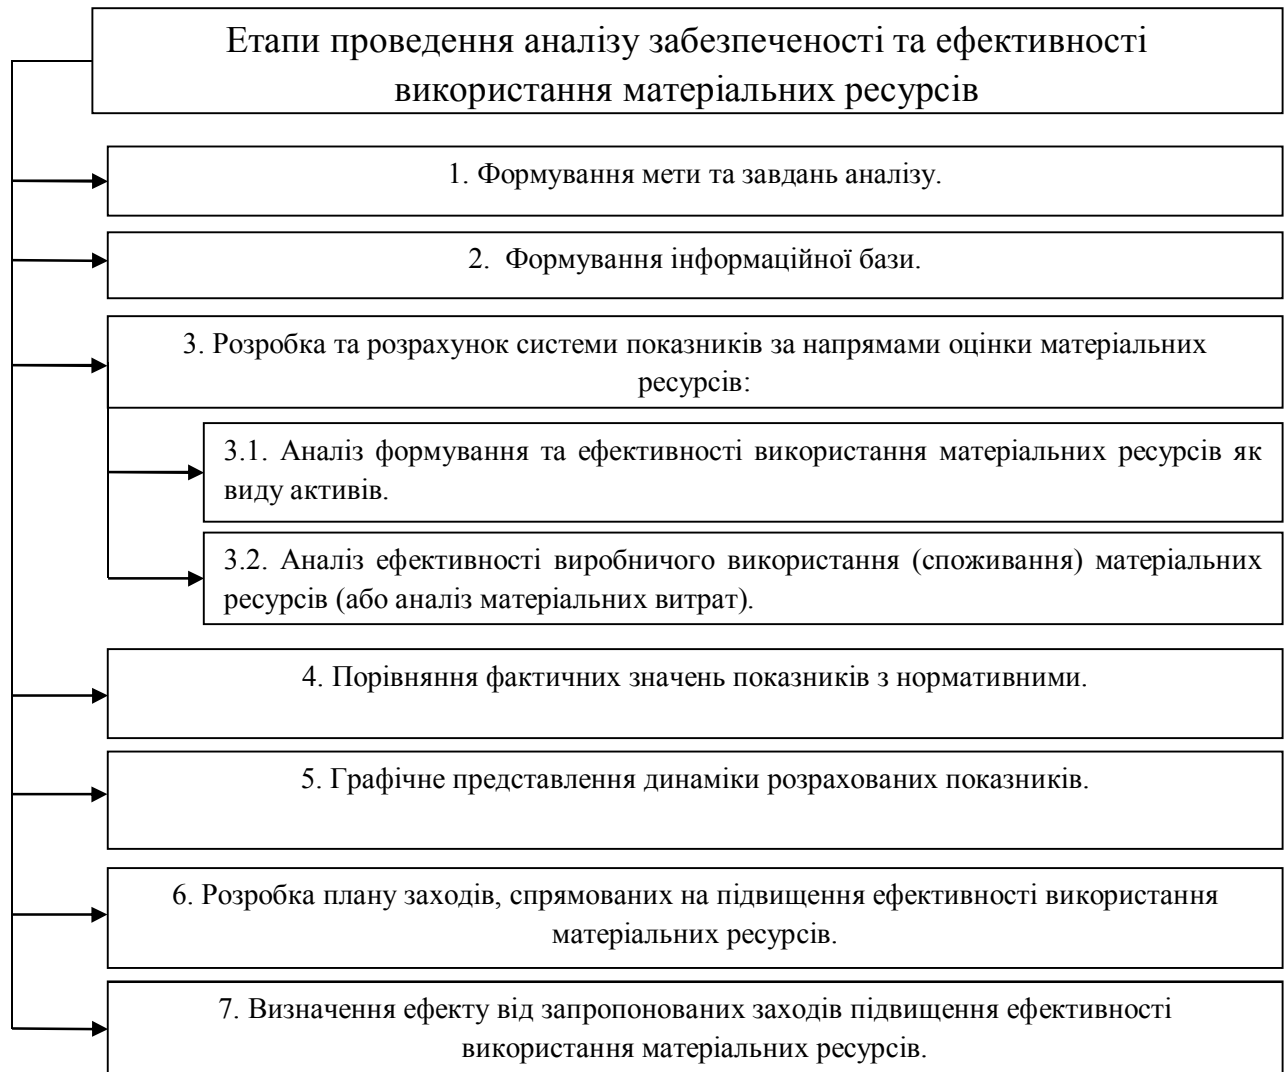 Етапи проведення аналізу забезпеченості та ефективності
використання матеріальних ресурсів
1. Формування мети та завдань аналізу.
2. Формування інформаційної бази.
3. Розробка та розрахунок системи показників за напрямами оцінки матеріальних
ресурсів:
3.1. Аналіз формування та ефективності використання матеріальних ресурсів як
виду активів.
3.2. Аналіз ефективності виробничого використання (споживання) матеріальних
ресурсів (або аналіз матеріальних витрат).
4. Порівняння фактичних значень показників з нормативними.
5. Графічне представлення динаміки розрахованих показників.
6. Розробка плану заходів, спрямованих на підвищення ефективності використання
матеріальних ресурсів.
7. Визначення ефекту від запропонованих заходів підвищення ефективності
використання матеріальних ресурсів.